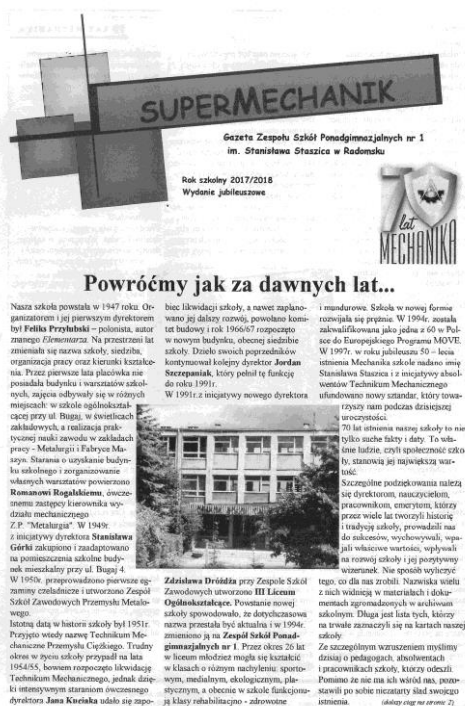 SUPERMECHANIK
Gazeta Zespołu Szkół Ponadgimnazjalnych nr 1
im. Stanisława Staszica w Radomsku
Rok szkolny 2017/2018
Wydanie jubileuszowe
70
lat
MECHANIKA
Powróćmy jak za dawnych lat...
Nasza szkoła powstała w 1947 roku. Or-
ganizatorem i jej pierwszym dyrektorem
był Feliks Przyłubski – polonista, autor
znanego Elementarza. Na przestrzeni lat
zmieniała się nazwa szkoły, siedziba,
organizacja pracy oraz kierunki kształce-
nia. Przez pierwsze lata placówka nie
posiadała budynku i warsztatów szkol-
nych, zajęcia odbywały się w różnych
miejscach: w szkole ogólnokształ-
cącej przy ul. Bugaj, w świetlicach
zakładowych, a realizacja prak-
tycznej nauki zawodu w zakładach
pracy - Metalurgii i Fabryce Ma-
szyn. Starania o uzyskanie budyn-
ku szkolnego i zorganizowanie
własnych warsztatów powierzono
Romanowi Rogalskiemu, ówcze-
snemu zastępcy kierownika wy-
działu mechanicznego
Z.P. "Metalurgia". W 1949r.
z inicjatywy dyrektora Stanisława
Górki zakupiono i zaadaptowano
na pomieszczenia szkolne budy-
nek mieszkalny przy ul. Bugaj 4.
W 1950r. przeprowadzono pierwsze eg-
zaminy czeladnicze i utworzono Zespół
Szkół Zawodowych Przemysłu Metalo-
wego.
Istotną datą w historii szkoły był 1951r.
Przyjęto wtedy nazwę Technikum Me-
chaniczne Przemysłu Ciężkiego. Trudny
okres w życiu szkoły przypadł na lata
1954/55, bowiem rozpoczęto likwidację
Technikum Mechanicznego, jednak dzię-
ki intensywnym staraniom ówczesnego
dyrektora Jana Kuciaka udało się zapo-
biec likwidacji szkoły, a nawet zaplano-
wano jej dalszy rozwój, powołano komi-
tet budowy i rok 1966/67 rozpoczęto
w nowym budynku, obecnej siedzibie
szkoły. Dzieło swoich poprzedników
kontynuował kolejny dyrektor Jordan
Szczepaniak, który pełnił tę funkcję
do roku 1991r.
W 1991r.z inicjatywy nowego dyrektora
Zdzisława Dróżdża przy Zespole Szkół
Zawodowych utworzono III Liceum
Ogólnokształcące. Powstanie nowej
szkoły spowodowało, że dotychczasowa
nazwa przestała być aktualna i w 1994r.
zmieniono ją na Zespół Szkół Ponad-
gimnazjalnych nr 1. Przez okres 26 lat
w liceum młodzież mogła się kształcić
w klasach o różnym nachyleniu: sporto-
wym, medialnym, ekologicznym, pla-
stycznym, a obecnie w szkole funkcjonu-
ją klasy rehabilitacyjno - zdrowotne
i mundurowe. Szkoła w nowej formie
rozwijała się prężnie. W 1994r. została
zakwalifikowana jako jedna z 60 w Pol-
sce do Europejskiego Programu MOVE.
W 1997r. w roku jubileuszu 50 – lecia
istnienia Mechanika szkole nadano imię
Stanisława Staszica i z inicjatywy absol-
wentów Technikum Mechanicznego
ufundowano nowy sztandar, który towa-
rzyszy nam podczas dzisiejszej
uroczystości.
70 lat istnienia naszej szkoły to nie
tylko suche fakty i daty. To wła-
śnie ludzie, czyli społeczność szko-
ły, stanowią jej największą war-
tość.
Szczególne podziękowania należą
się dyrektorom, nauczycielom,
pracownikom, emerytom, którzy
przez wiele lat tworzyli historię
i tradycję szkoły, prowadzili nas
do sukcesów, wychowywali, wpa-
jali właściwe wartości, wpływali
na rozwój szkoły i jej pozytywny
wizerunek. Nie sposób wyliczyć
tego, co dla nas zrobili. Nazwiska wielu
z nich widnieją w materiałach i doku-
mentach zgromadzonych w archiwum
szkolnym. Długa jest lista tych, którzy
na trwałe zaznaczyli się na kartach naszej
szkoły.
Ze szczególnym wzruszeniem myślimy
dzisiaj o pedagogach, absolwentach
i pracownikach szkoły, którzy odeszli.
Pomimo że nie ma ich wśród nas, pozo-
stawili po sobie niezatarty ślad swojego
istnienia. (dalszy ciąg na stronie 2)